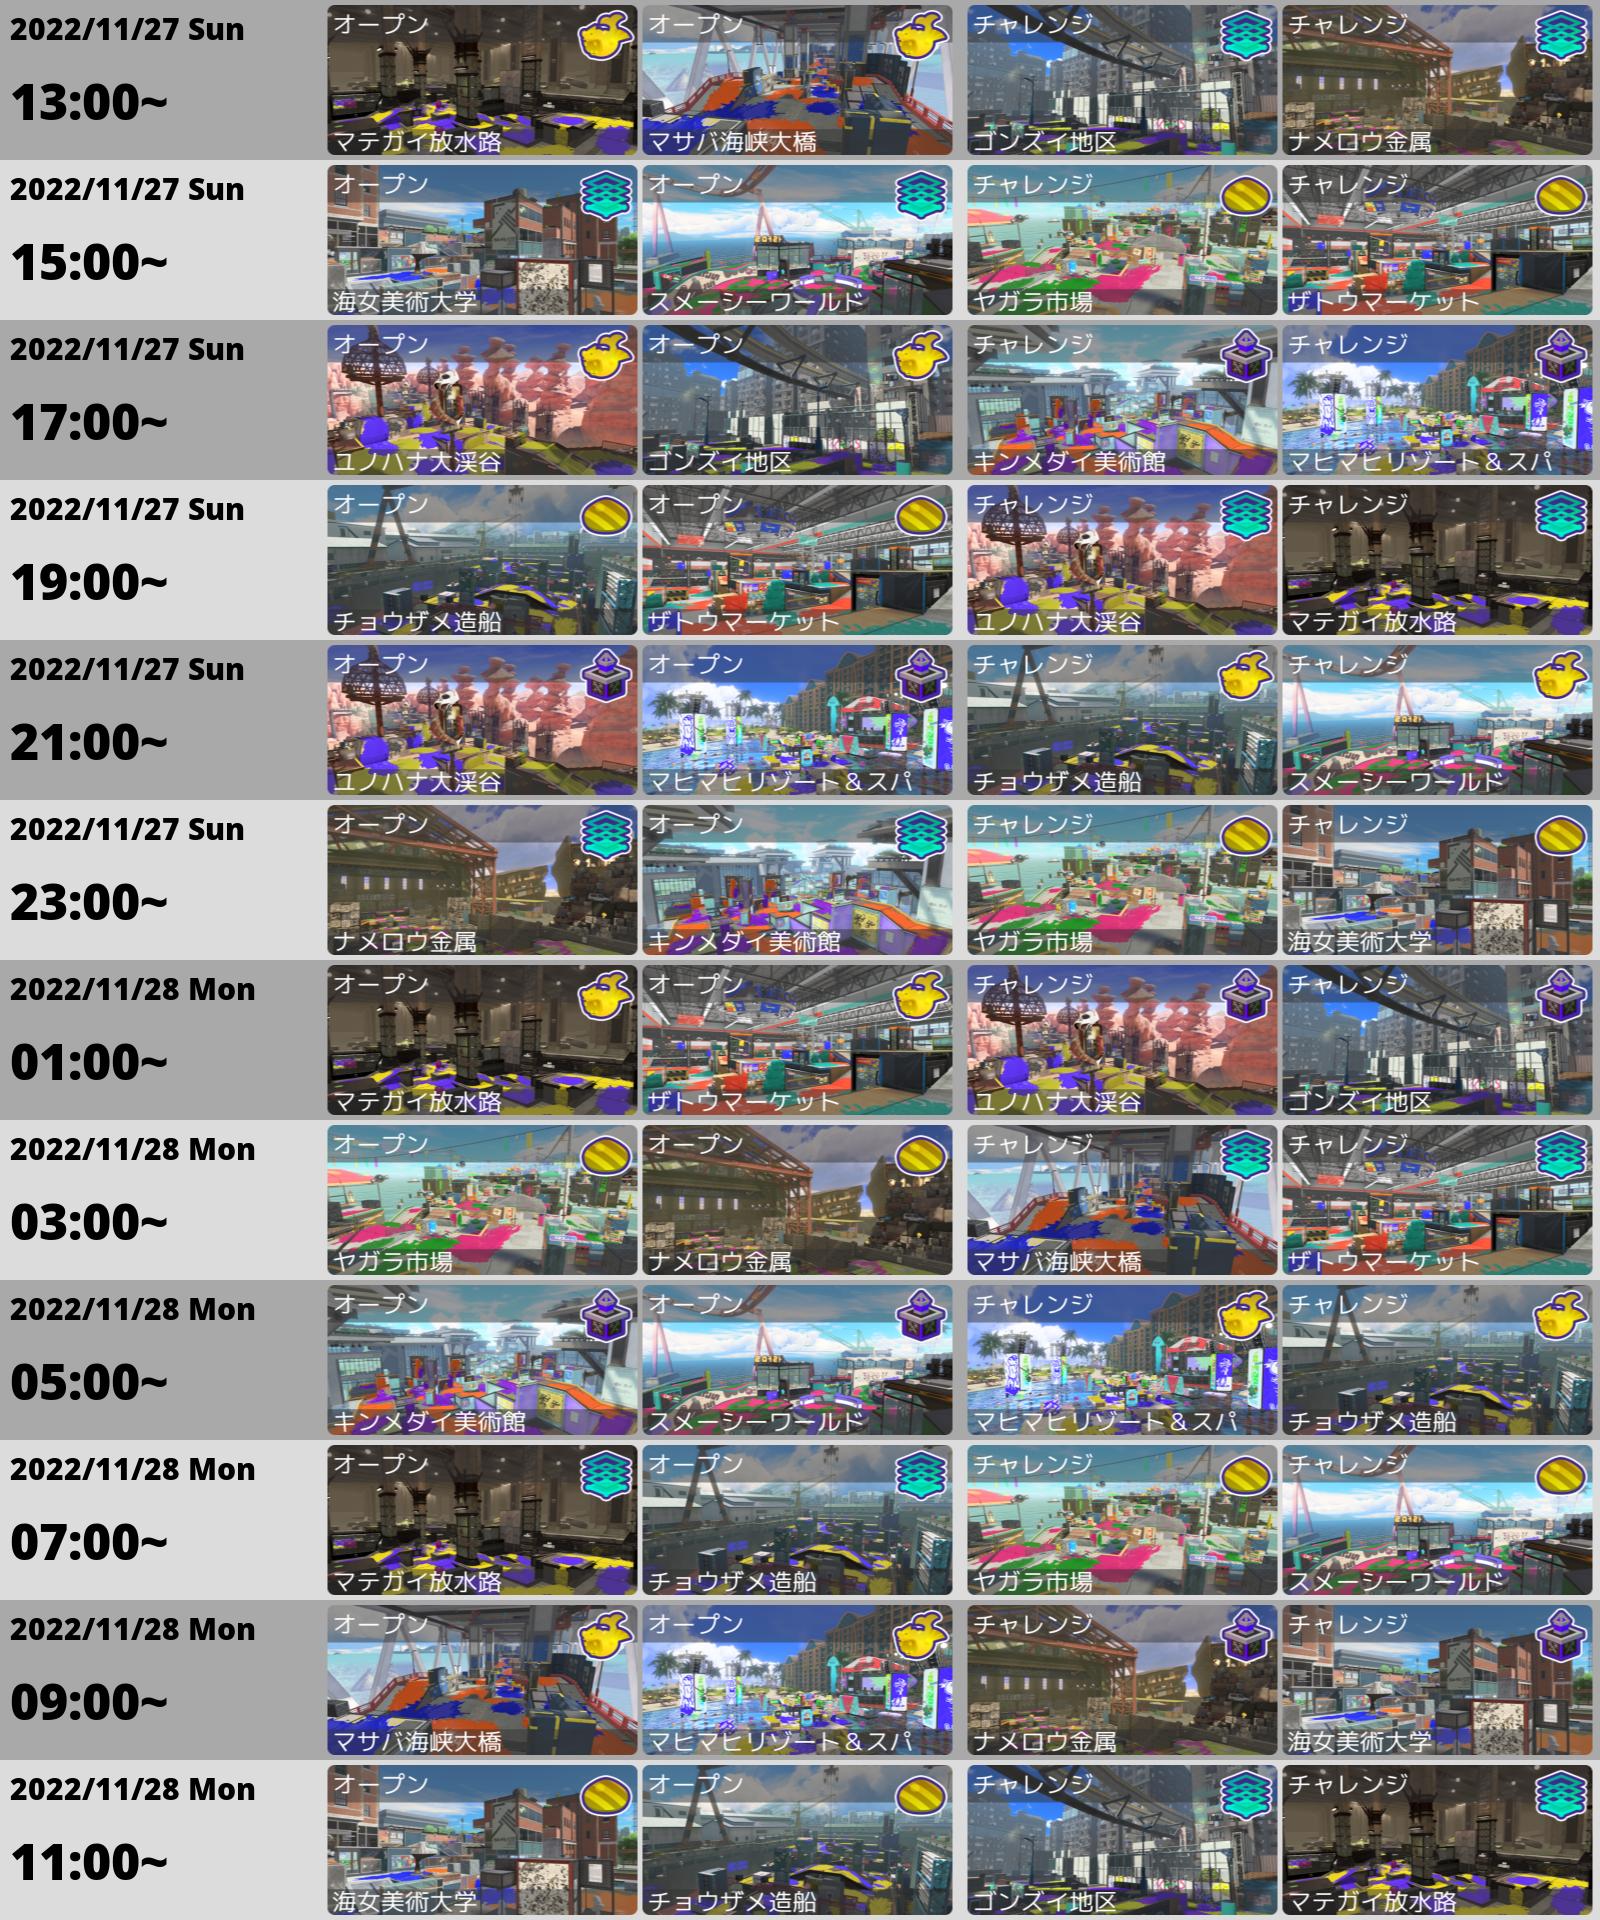 2022/11/27 Sun
13:00~
オープン
マテガイ放水路
オープン
マサバ海峡大橋
チャレンジ
ゴンズイ地区
チャレンジ
ナメロウ金属
2022/11/27 Sun
15:00~
オープン
海女美術大学
オープン
スメーシーワールド
チャレンジ
ヤガラ市場
チャレンジ
ザトウマーケット
2022/11/27 Sun
17:00~
オープン
ユノハナ大渓谷
オープン
ゴンズイ地区
チャレンジ
キンメダイ美術館
チャレンジ
マヒマヒリゾート＆スパ
2022/11/27 Sun
19:00~
オープン
チョウザメ造船
オープン
ザトウマーケット
チャレンジ
ユノハナ大渓谷
チャレンジ
マテガイ放水路
2022/11/27 Sun
21:00~
オープン
ユノハナ大渓谷
オープン
マヒマヒリゾート＆スパ
チャレンジ
チョウザメ造船
チャレンジ
スメーシーワールド
2022/11/27 Sun
23:00~
オープン
ナメロウ金属
オープン
キンメダイ美術館
チャレンジ
ヤガラ市場
チャレンジ
海女美術大学
2022/11/28 Mon
01:00~
オープン
マテガイ放水路
オープン
ザトウマーケット
チャレンジ
ユノハナ大渓谷
チャレンジ
ゴンズイ地区
2022/11/28 Mon
03:00~
オープン
ヤガラ市場
オープン
ナメロウ金属
チャレンジ
マサバ海峡大橋
チャレンジ
ザトウマーケット
2022/11/28 Mon
05:00~
オープン
キンメダイ美術館
オープン
スメーシーワールド
チャレンジ
マヒマヒリゾート＆スパ
チャレンジ
チョウザメ造船
2022/11/28 Mon
07:00~
オープン
マテガイ放水路
オープン
チョウザメ造船
チャレンジ
ヤガラ市場
チャレンジ
スメーシーワールド
2022/11/28 Mon
09:00~
オープン
マサバ海峡大橋
オープン
マヒマヒリゾート＆スパ
チャレンジ
ナメロウ金属
チャレンジ
海女美術大学
2022/11/28 Mon
11:00~
オープン
海女美術大学
オープン
チョウザメ造船
チャレンジ
ゴンズイ地区
チャレンジ
マテガイ放水路